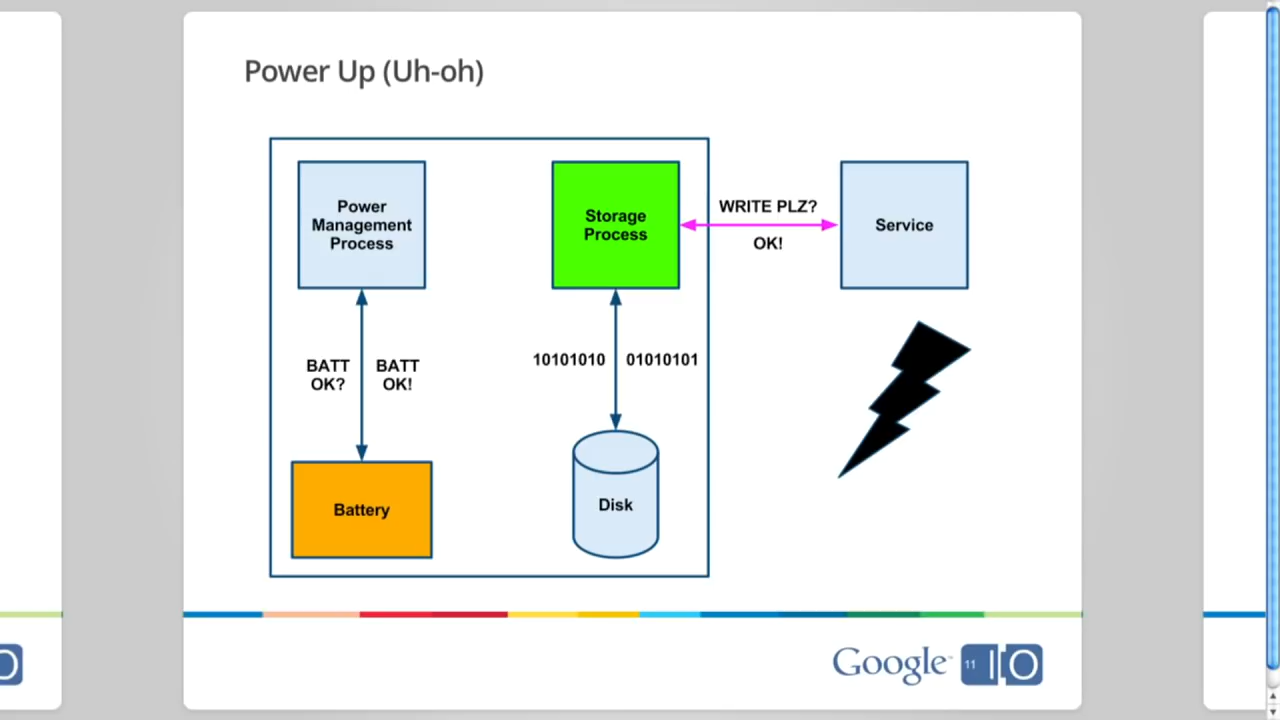 Power Up (Uh-oh)
Power
Management
Process
Storage
Process
WRITE PLZ?
OK!
Service
BATT
OK?
BATT
OK!
10101010
01010101
Battery
Disk
Google™
11 IO
O